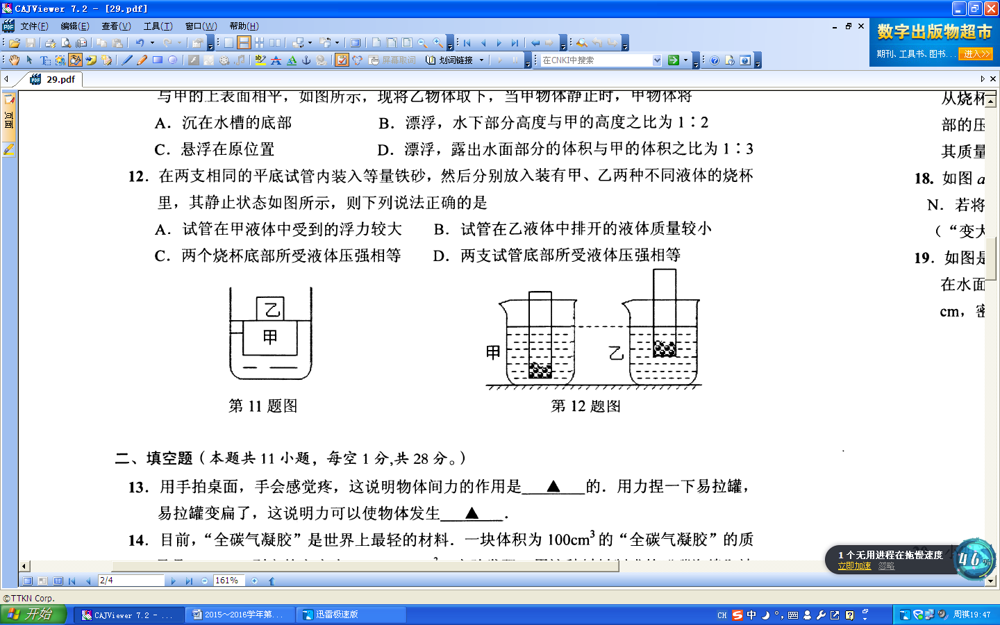 CAJViewer 7.2 - [29.pdf]
文件(F) 编辑(E) 查看(V) 工具(T) 窗口(W) 帮助(H)
数字出版物超市
期刊、工具书、图书... 进入>>
屏幕取词 划词链接 在CNKI中搜索
29.pdf
页面
与甲的上表面相平，如图所示，现将乙物体取下，当甲物体静止时，甲物体将
A．沉在水槽的底部 B．漂浮，水下部分高度与甲的高度之比为 1∶2
C．悬浮在原位置 D．漂浮，露出水面部分的体积与甲的体积之比为 1∶3
12．在两支相同的平底试管内装入等量铁砂，然后分别放入装有甲、乙两种不同液体的烧杯
里，其静止状态如图所示，则下列说法正确的是
A．试管在甲液体中受到的浮力较大 B．试管在乙液体中排开的液体质量较小
C．两个烧杯底部所受液体压强相等 D．两支试管底部所受液体压强相等
乙
甲
甲
乙
第 11 题图 第 12 题图
二、填空题（本题共 11 小题，每空 1 分,共 28 分。）
13．用手拍桌面，手会感觉疼，这说明物体间力的作用是▲的．用力捏一下易拉罐，
易拉罐变扁了，这说明力可以使物体发生▲．
14．目前，“全碳气凝胶”是世界上最轻的材料．一块体积为 100cm³ 的“全碳气凝胶”的质
从烧杯
部的压
其质量
18. 如图 a
N．若将
（“变大
19．如图是
在水面
cm，密
1 个无用进程在拖慢速度
立即加速 忽略
46%
2/4 161%
©TTKN Corp.
开始 CAJViewer 7.2 - ... 2015～2016学年第... 迅雷极速版 CH 中 周祺19:47